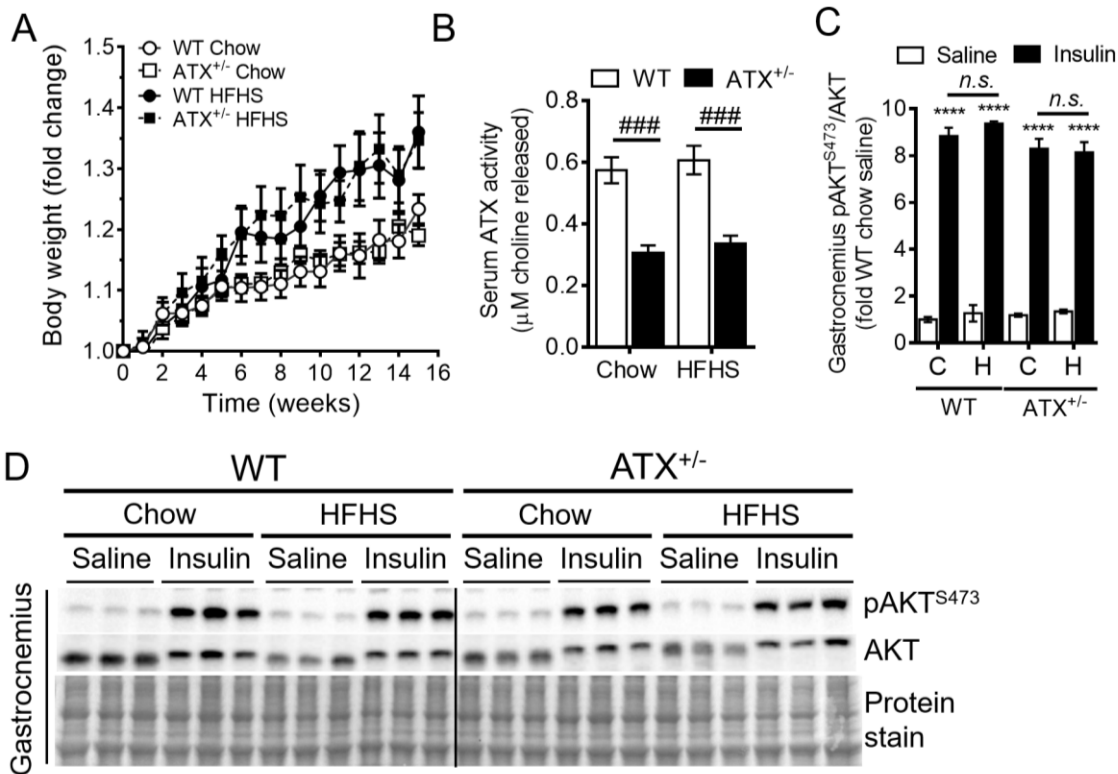 A
Body weight (fold change)
1.5
1.4
1.3
1.2
1.1
1.0
WT Chow
ATX+/- Chow
WT HFHS
ATX+/- HFHS
0 2 4 6 8 10 12 14 16
Time (weeks)
B
WT ATX+/-
Serum ATX activity
(μM choline released)
0.8
0.6
0.4
0.2
0.0
### ###
Chow HFHS
C
Saline Insulin
Gastrocnemius pAKTS473/AKT
(fold WT chow saline)
10
8
6
4
2
0
n.s. n.s.
**** **** **** ****
C H C H
WT ATX+/-
D
WT ATX+/-
Chow HFHS Chow HFHS
Saline Insulin Saline Insulin Saline Insulin Saline Insulin
Gastrocnemius
pAKTS473
AKT
Protein
stain